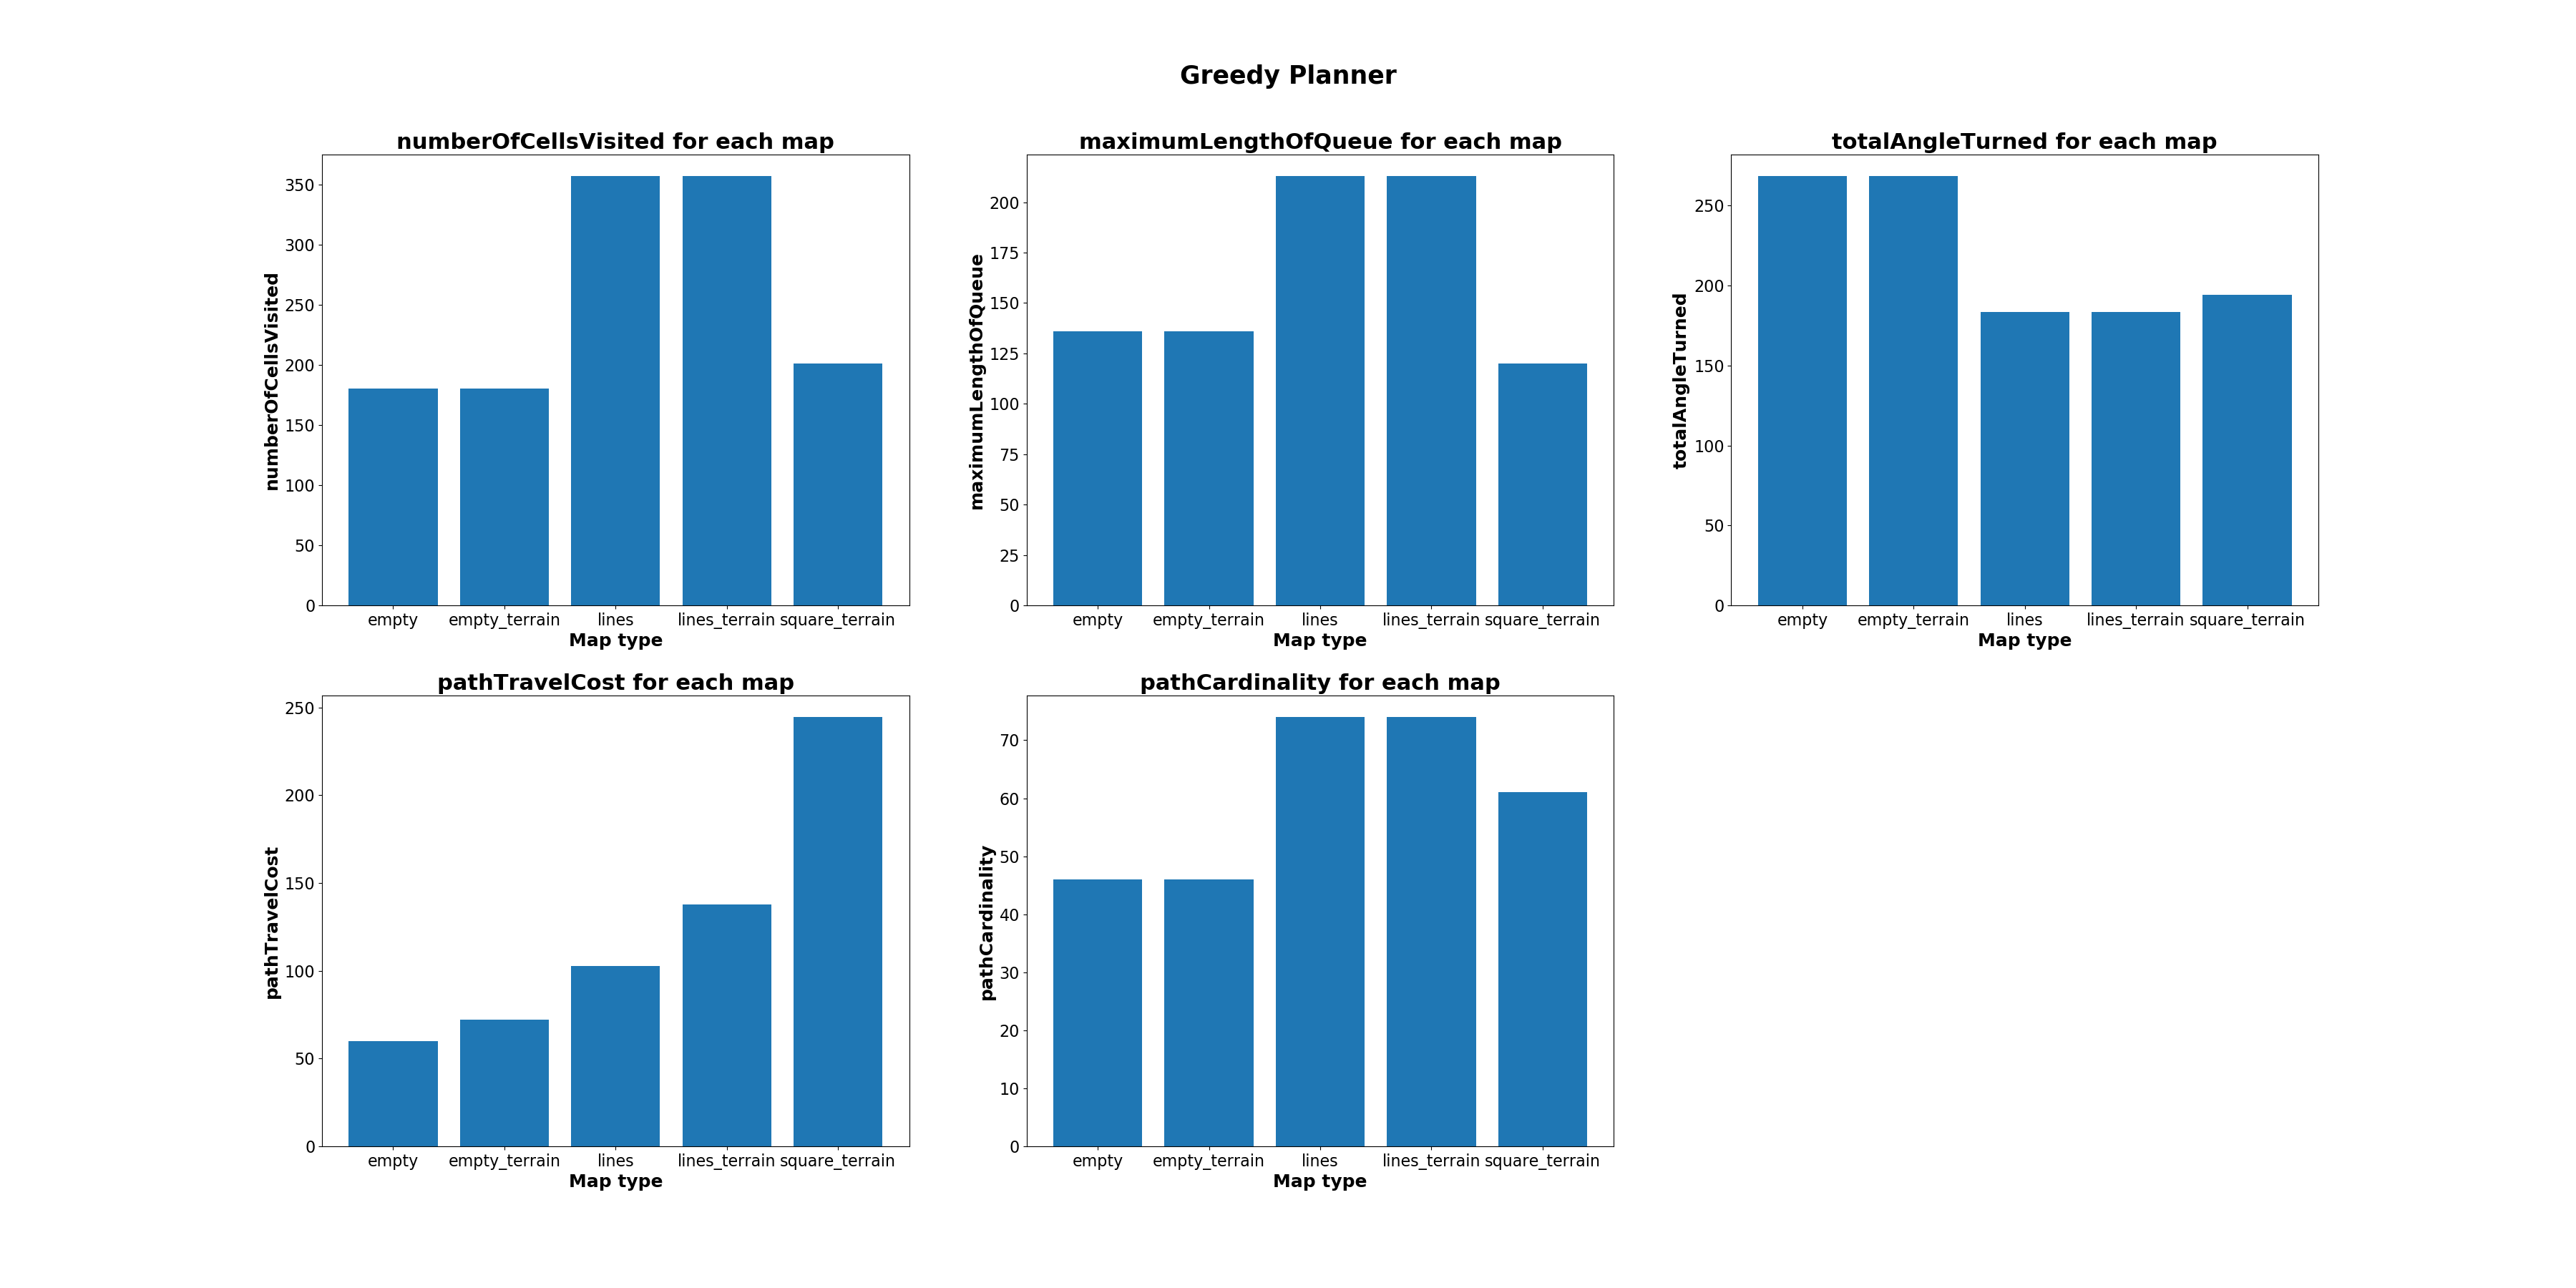 Greedy Planner
numberOfCellsVisited for each map
numberOfCellsVisited
350
300
250
200
150
100
50
0
empty empty_terrain lines lines_terrain square_terrain
Map type
maximumLengthOfQueue for each map
maximumLengthOfQueue
200
175
150
125
100
75
50
25
0
empty empty_terrain lines lines_terrain square_terrain
Map type
totalAngleTurned for each map
totalAngleTurned
250
200
150
100
50
0
empty empty_terrain lines lines_terrain square_terrain
Map type
pathTravelCost for each map
pathTravelCost
250
200
150
100
50
0
empty empty_terrain lines lines_terrain square_terrain
Map type
pathCardinality for each map
pathCardinality
70
60
50
40
30
20
10
0
empty empty_terrain lines lines_terrain square_terrain
Map type